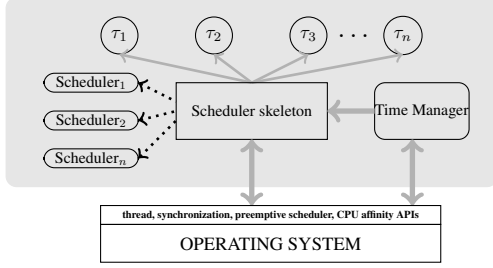 τ1 τ2 τ3 ··· τn
Scheduler1
Scheduler2
Schedulern
Scheduler skeleton
Time Manager
thread, synchronization, preemptive scheduler, CPU affinity APIs
OPERATING SYSTEM